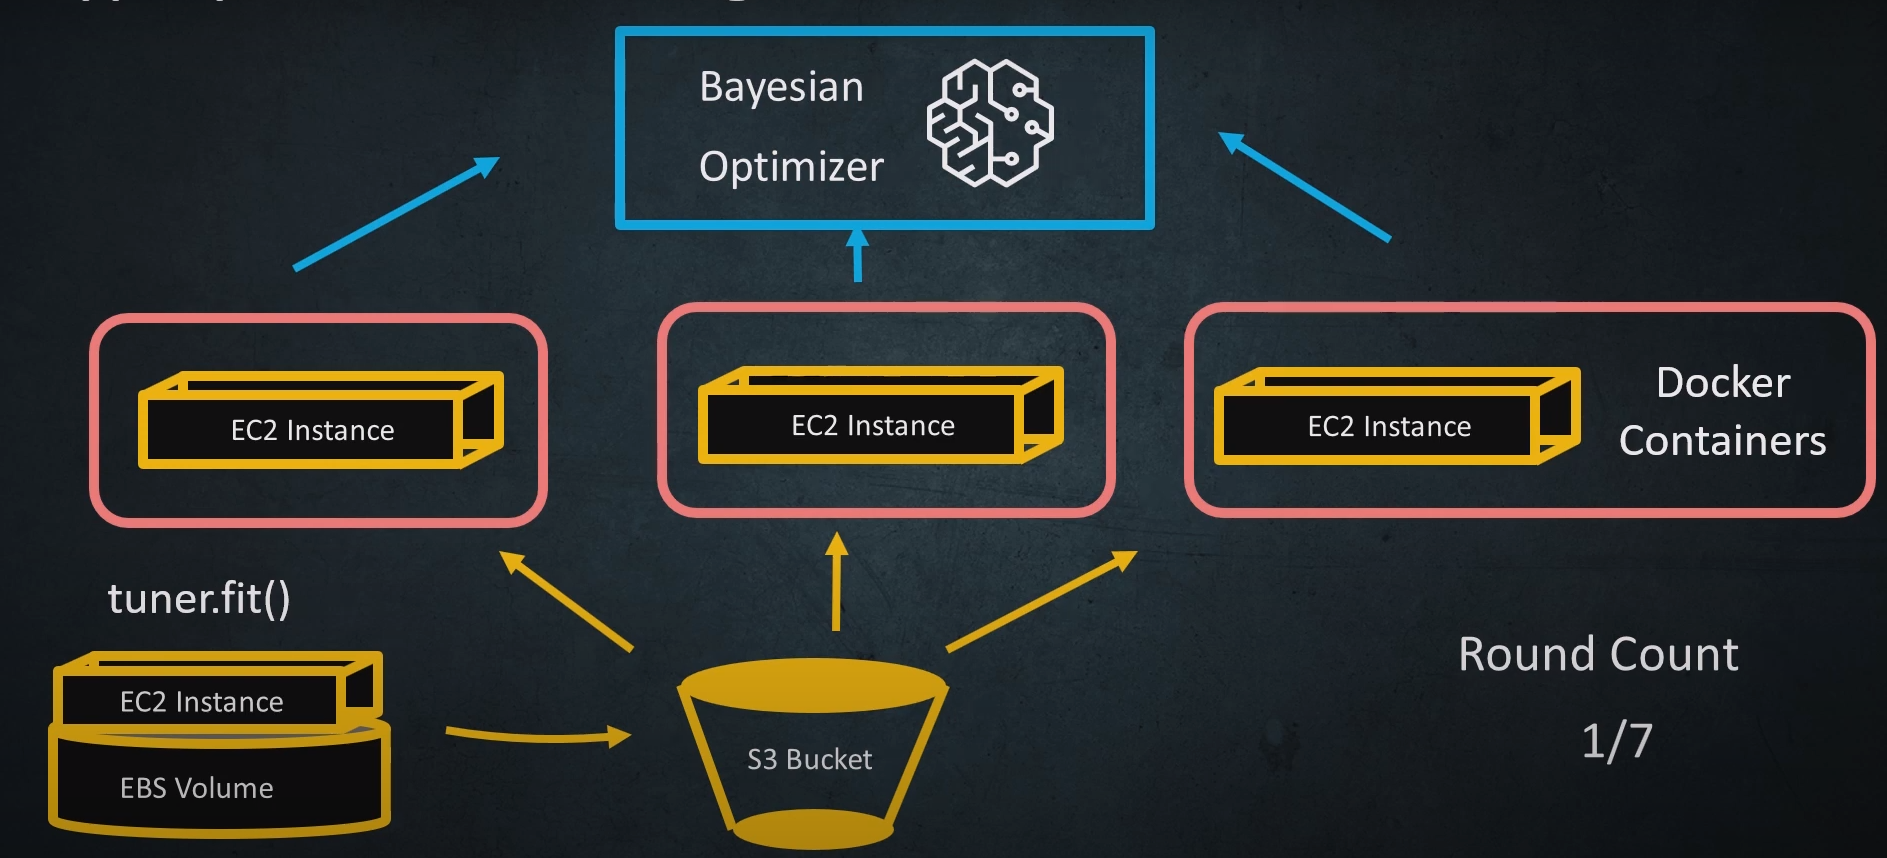 Bayesian
Optimizer
EC2 Instance
EC2 Instance
EC2 Instance
Docker
Containers
tuner.fit()
EC2 Instance
EBS Volume
S3 Bucket
Round Count
1/7